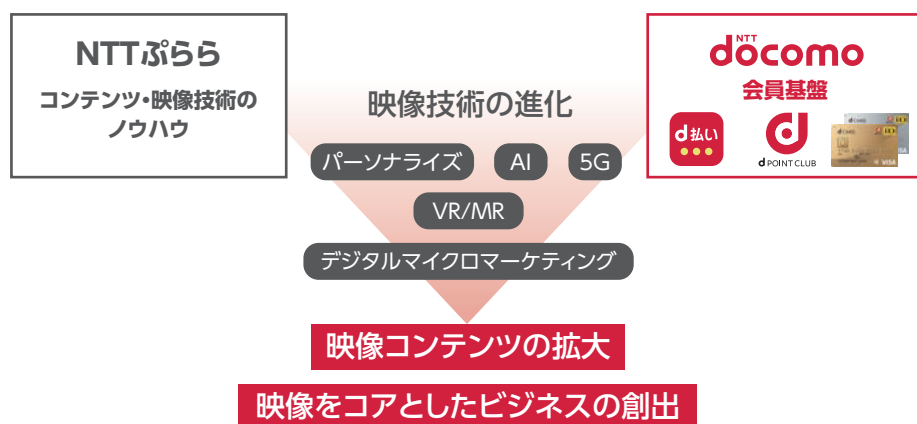 NTTぷらら
コンテンツ・映像技術の
ノウハウ
映像技術の進化
パーソナライズ
AI
5G
VR/MR
デジタルマイクロマーケティング
NTT
docomo
会員基盤
d払い
d
d POINT CLUB
VISA
映像コンテンツの拡大
映像をコアとしたビジネスの創出